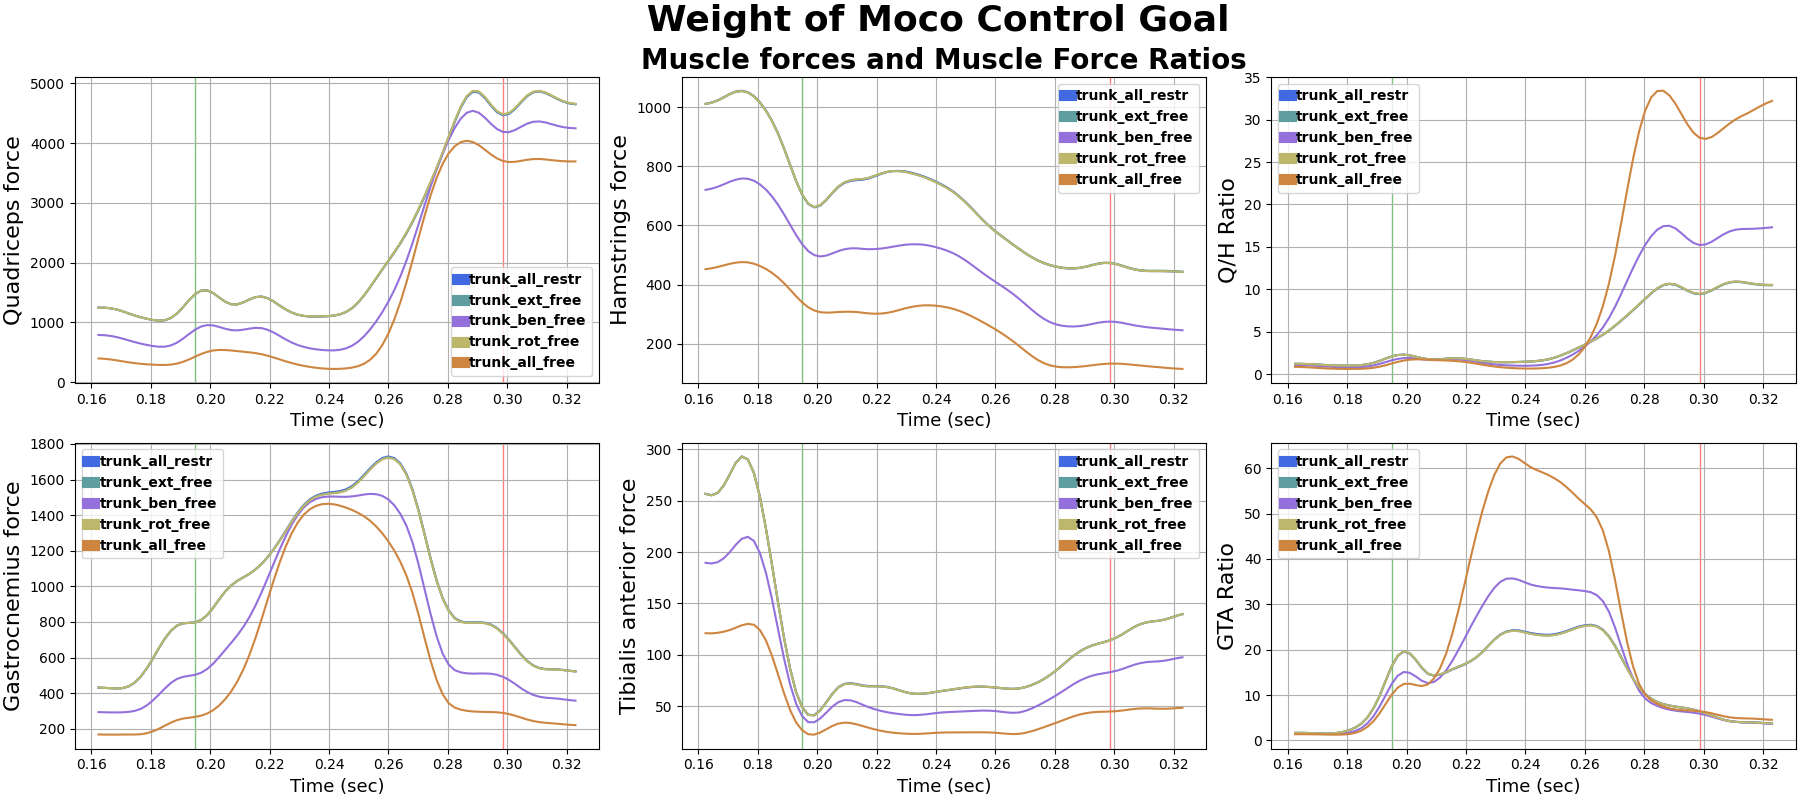 Weight of Moco Control Goal
Muscle forces and Muscle Force Ratios
Quadriceps force
5000
4000
3000
2000
1000
0
trunk_all_restr
trunk_ext_free
trunk_ben_free
trunk_rot_free
trunk_all_free
0.16 0.18 0.20 0.22 0.24 0.26 0.28 0.30 0.32
Time (sec)
Hamstrings force
1000
800
600
400
200
trunk_all_restr
trunk_ext_free
trunk_ben_free
trunk_rot_free
trunk_all_free
0.16 0.18 0.20 0.22 0.24 0.26 0.28 0.30 0.32
Time (sec)
Q/H Ratio
35
30
25
20
15
10
5
0
trunk_all_restr
trunk_ext_free
trunk_ben_free
trunk_rot_free
trunk_all_free
0.16 0.18 0.20 0.22 0.24 0.26 0.28 0.30 0.32
Time (sec)
Gastrocnemius force
1800
1600
1400
1200
1000
800
600
400
200
trunk_all_restr
trunk_ext_free
trunk_ben_free
trunk_rot_free
trunk_all_free
0.16 0.18 0.20 0.22 0.24 0.26 0.28 0.30 0.32
Time (sec)
Tibialis anterior force
300
250
200
150
100
50
trunk_all_restr
trunk_ext_free
trunk_ben_free
trunk_rot_free
trunk_all_free
0.16 0.18 0.20 0.22 0.24 0.26 0.28 0.30 0.32
Time (sec)
GTA Ratio
60
50
40
30
20
10
0
trunk_all_restr
trunk_ext_free
trunk_ben_free
trunk_rot_free
trunk_all_free
0.16 0.18 0.20 0.22 0.24 0.26 0.28 0.30 0.32
Time (sec)